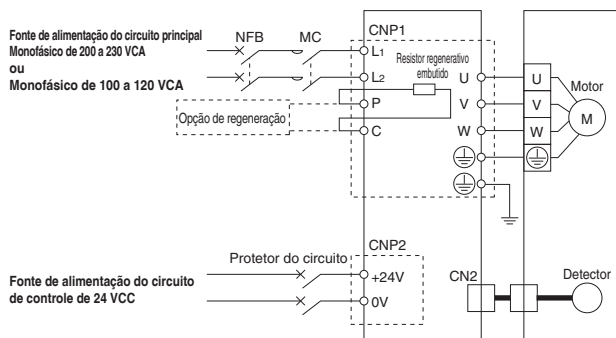 Fonte de alimentação do circuito principal
Monofásico de 200 a 230 VCA
ou
Monofásico de 100 a 120 VCA
NFB
MC
CNP1
L1
L2
P
C
Resistor regenerativo
embutido
Opção de regeneração
U
V
W
U
V
W
Motor
M
Fonte de alimentação do circuito
de controle de 24 VCC
Protetor do circuito
CNP2
+24V
0V
CN2
Detector